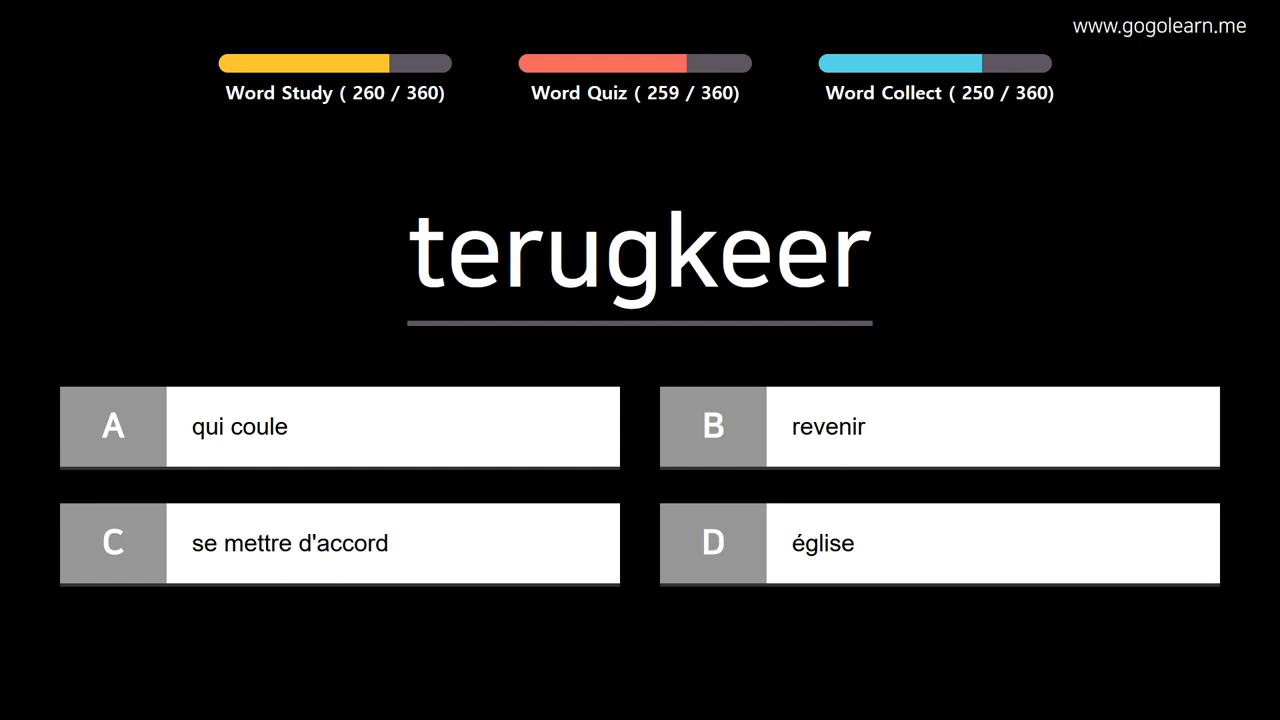 www.gogolearn.me
Word Study ( 260 / 360)
Word Quiz ( 259 / 360)
Word Collect ( 250 / 360)
terugkeer
A qui coule
B revenir
C se mettre d'accord
D église